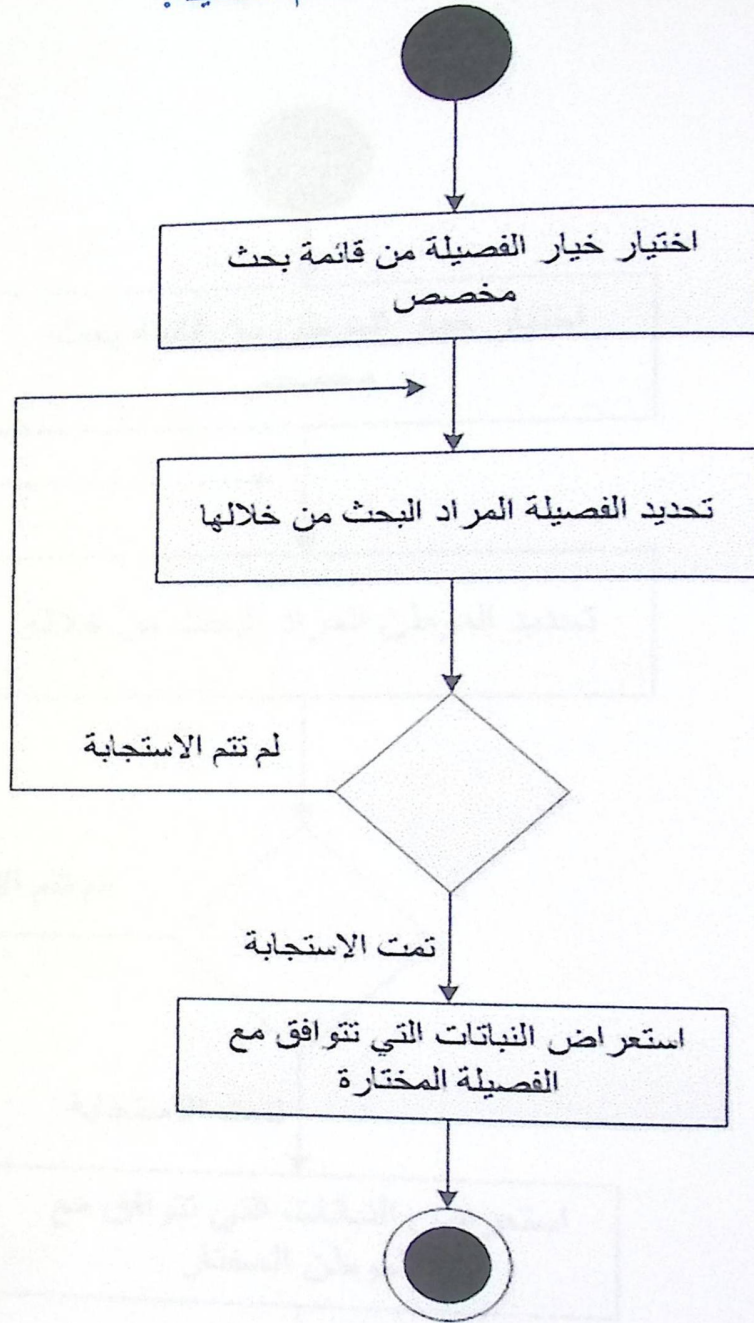 اختيار خيار الفصيلة من قائمة بحث
مخصص
تحديد الفصيلة المراد البحث من خلالها
لم تتم الاستجابة
تمت الاستجابة
استعراض النباتات التي تتوافق مع
الفصيلة المختارة